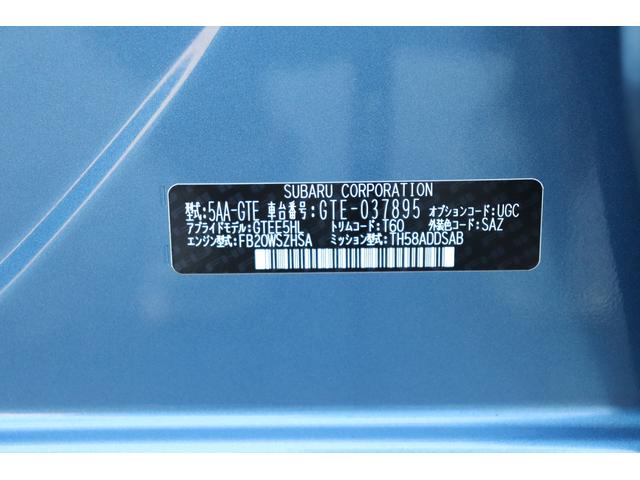 SUBARU CORPORATION
型式:5AA-GTE 車台番号:GTE-037895 オプションコード:UGC
アプライドモデル:GTEE5HL トリムコード:T60 外装色コード:SAZ
エンジン型式:FB20WSZHSA ミッション型式:TH58ADDSAB